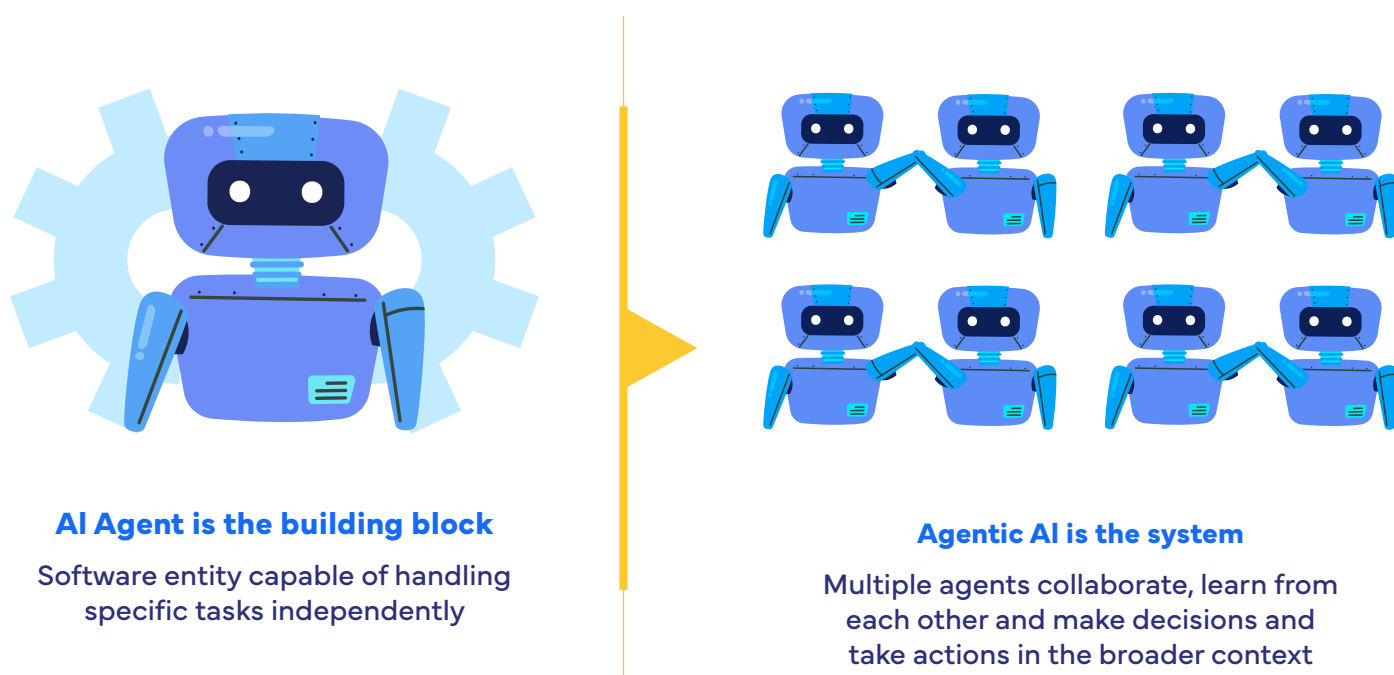 AI Agent is the building block
Software entity capable of handling
specific tasks independently
Agentic AI is the system
Multiple agents collaborate, learn from
each other and make decisions and
take actions in the broader context